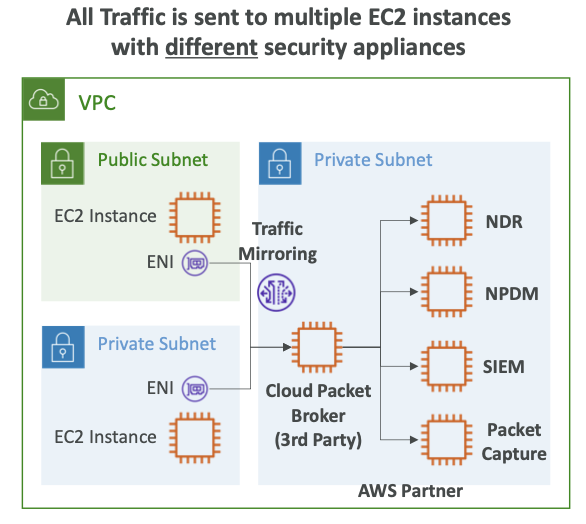 All Traffic is sent to multiple EC2 instances
with different security appliances
VPC
Public Subnet
EC2 Instance
ENI
Private Subnet
ENI
EC2 Instance
Traffic
Mirroring
Private Subnet
Cloud Packet
Broker
(3rd Party)
NDR
NPDM
SIEM
Packet
Capture
AWS Partner